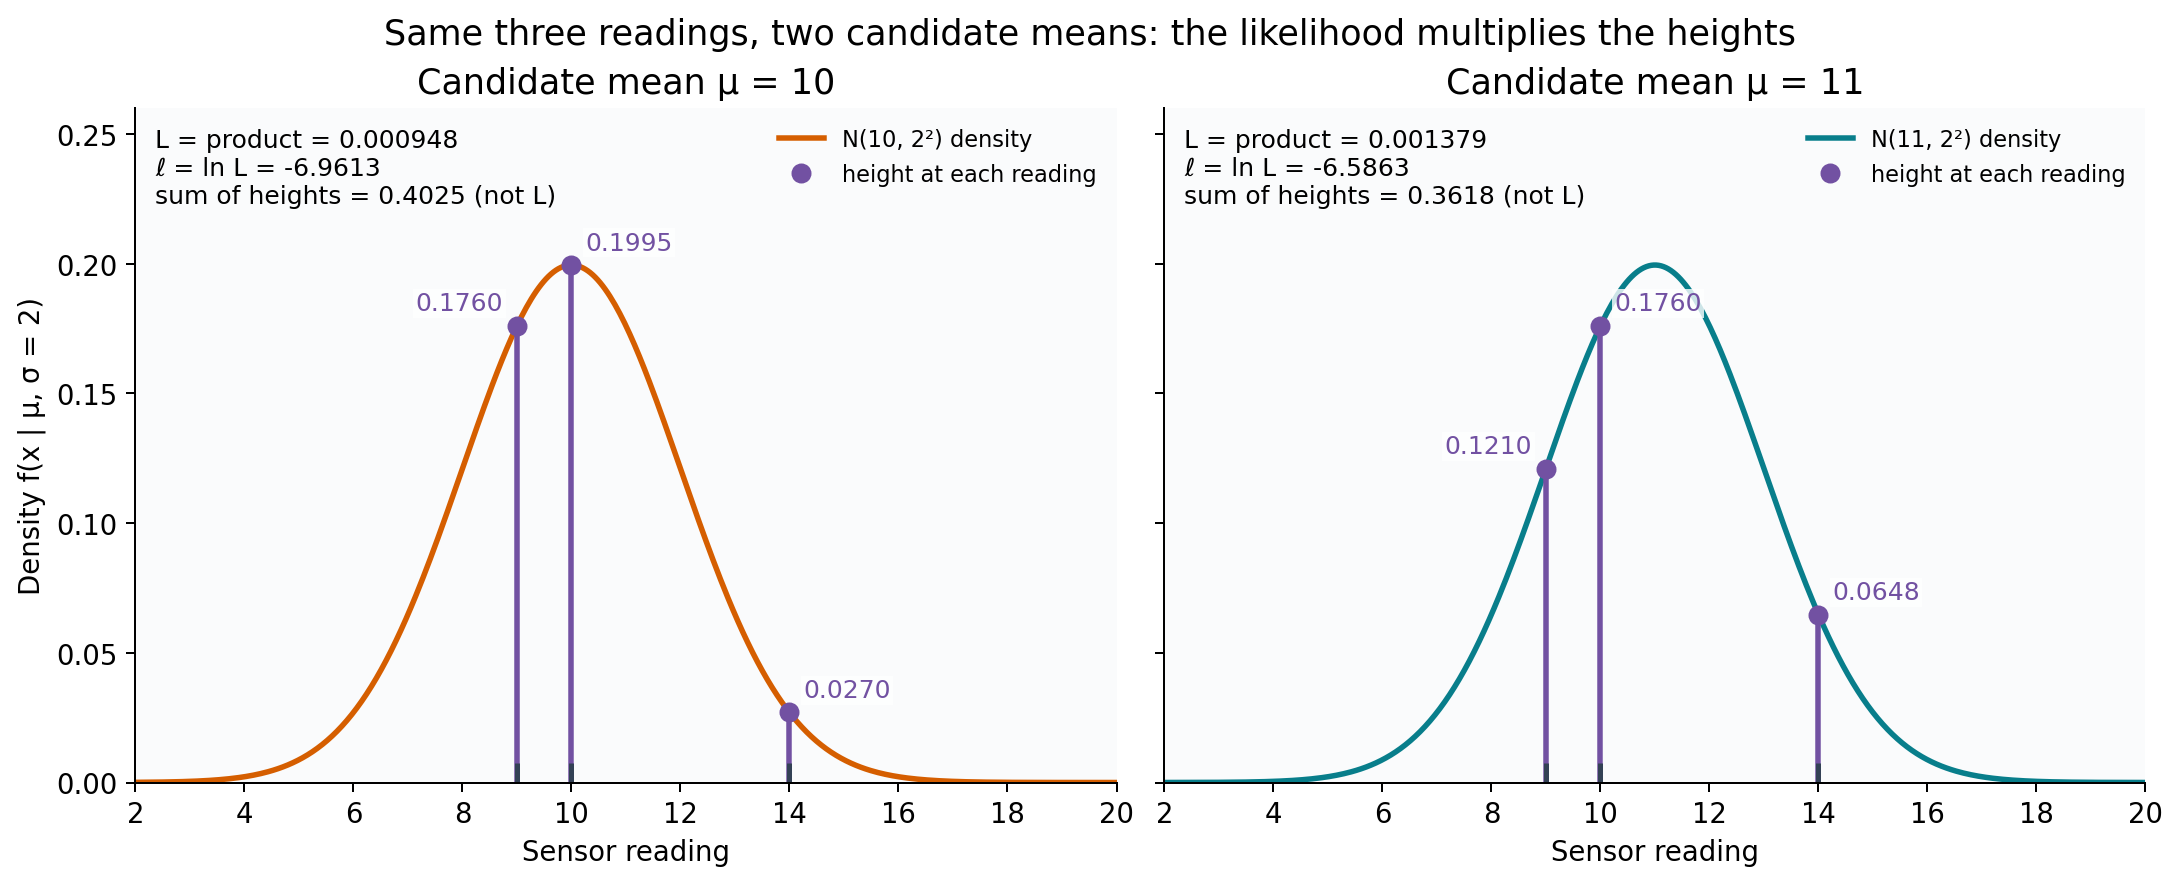 Same three readings, two candidate means: the likelihood multiplies the heights
Candidate mean μ = 10
L = product = 0.000948
ℓ = ln L = -6.9613
sum of heights = 0.4025 (not L)
N(10, 2²) density
height at each reading
0.1995
0.1760
0.0270
Density f(x | μ, σ = 2)
0.25
0.20
0.15
0.10
0.05
0.00
2 4 6 8 10 12 14 16 18 20
Sensor reading
Candidate mean μ = 11
L = product = 0.001379
ℓ = ln L = -6.5863
sum of heights = 0.3618 (not L)
N(11, 2²) density
height at each reading
0.1760
0.1210
0.0648
2 4 6 8 10 12 14 16 18 20
Sensor reading